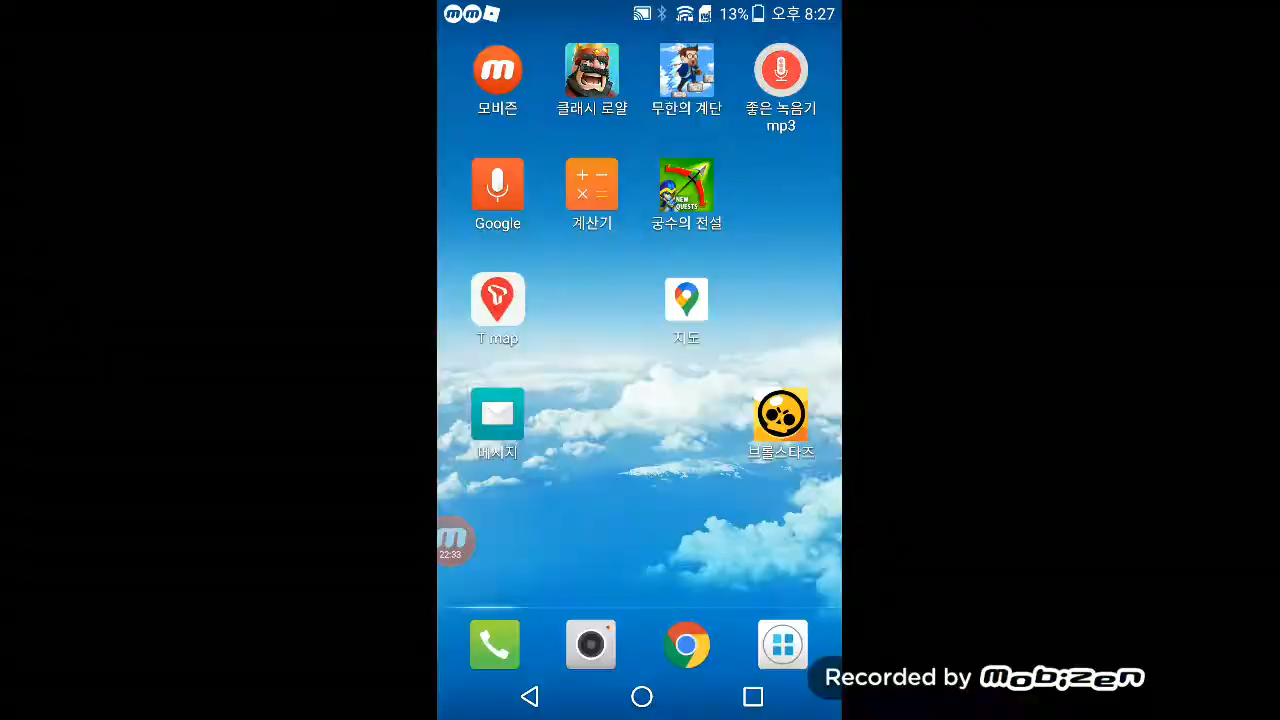 13% 오후 8:27
모비즌 클래시 로얄 무한의 계단 좋은 녹음기
mp3
NEW
QUESTS
Google 계산기 궁수의 전설
T map 지도
메시지 브롤스타즈
22:33
Recorded by mobizen